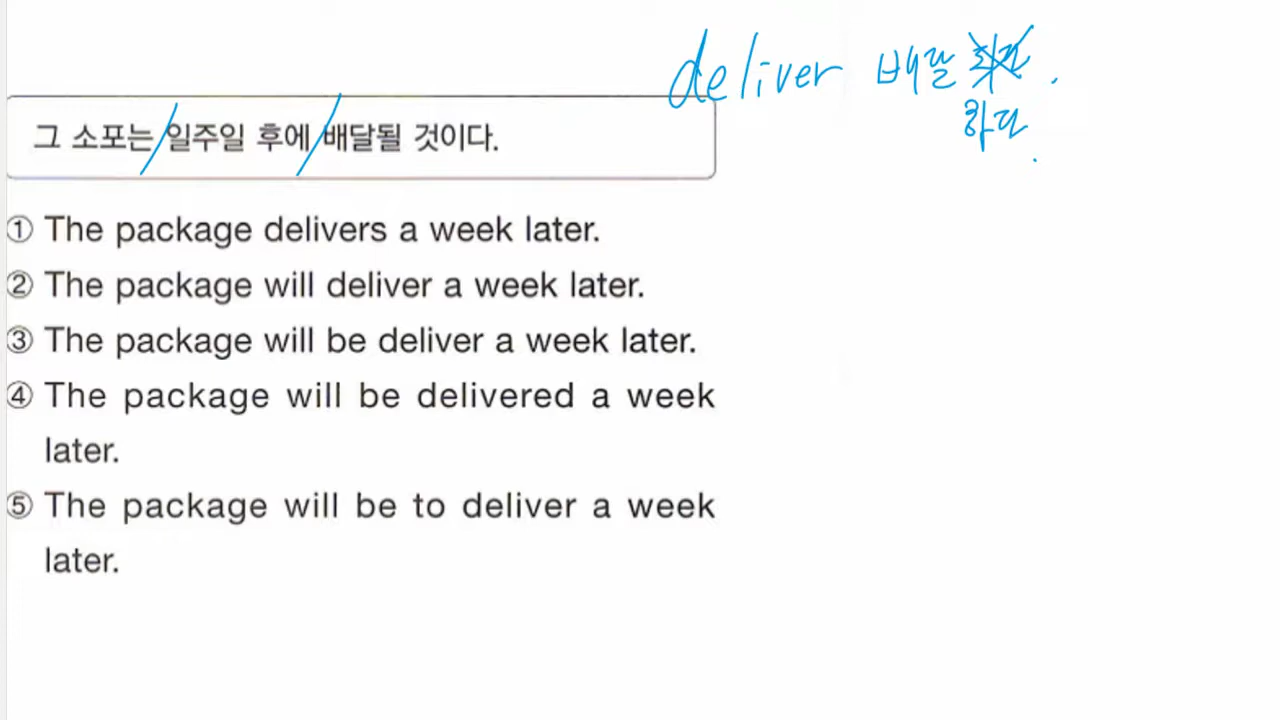 deliver 배달
하다
그 소포는/일주일 후에/배달될 것이다.
① The package delivers a week later.
② The package will deliver a week later.
③ The package will be deliver a week later.
④ The package will be delivered a week
later.
⑤ The package will be to deliver a week
later.